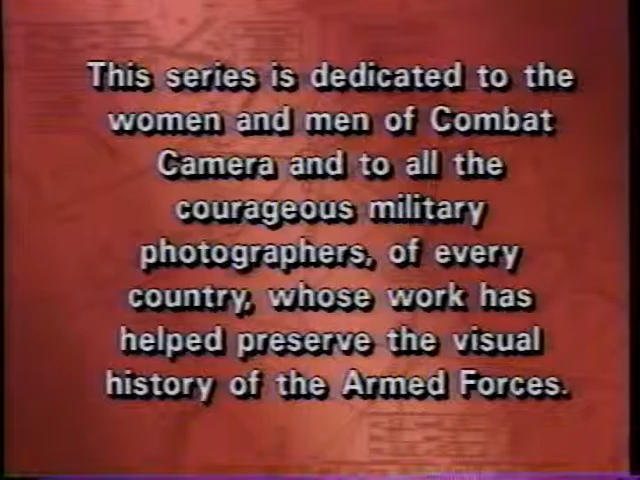 This series is dedicated to the
women and men of Combat
Camera and to all the
courageous military
photographers, of every
country, whose work has
helped preserve the visual
history of the Armed Forces.